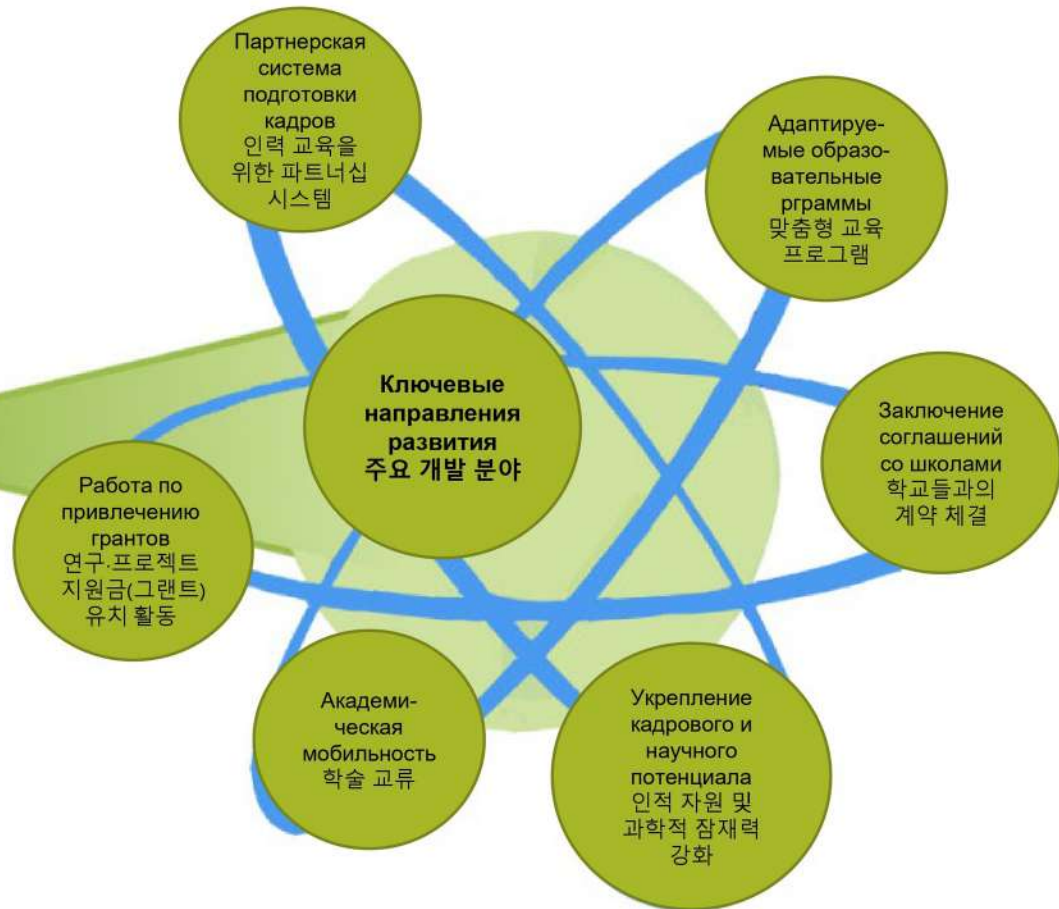 Партнерская
система
подготовки
кадров
인력 교육을
위한 파트너십
시스템
Адаптируе-
мые образо-
вательные
рграммы
맞춤형 교육
프로그램
Ключевые
направления
развития
주요 개발 분야
Заключение
соглашений
со школами
학교들과의
계약 체결
Работа по
привлечению
грантов
연구·프로젝트
지원금(그랜트)
유치 활동
Академи-
ческая
мобильность
학술 교류
Укрепление
кадрового и
научного
потенциала
인적 자원 및
과학적 잠재력
강화